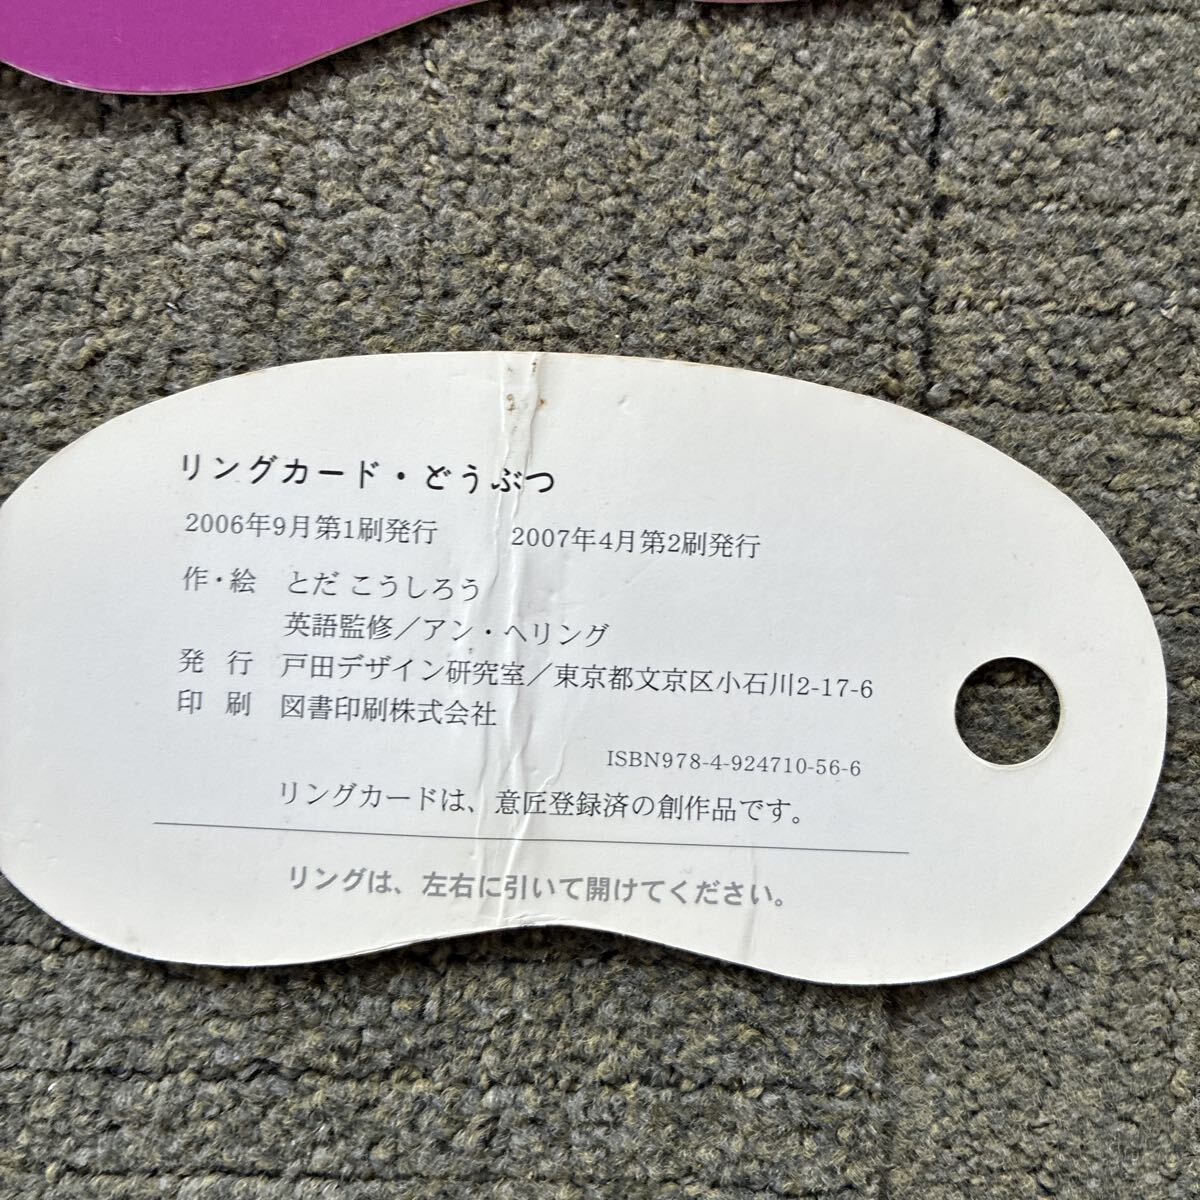 リングカード・どうぶつ
2006年9月第1刷発行　2007年4月第2刷発行
作・絵　とだ こうしろう
英語監修／アン・ヘリング
発　行　戸田デザイン研究室／東京都文京区小石川2-17-6
印　刷　図書印刷株式会社
ISBN978-4-924710-56-6
リングカードは、意匠登録済の創作品です。
リングは、左右に引いて開けてください。